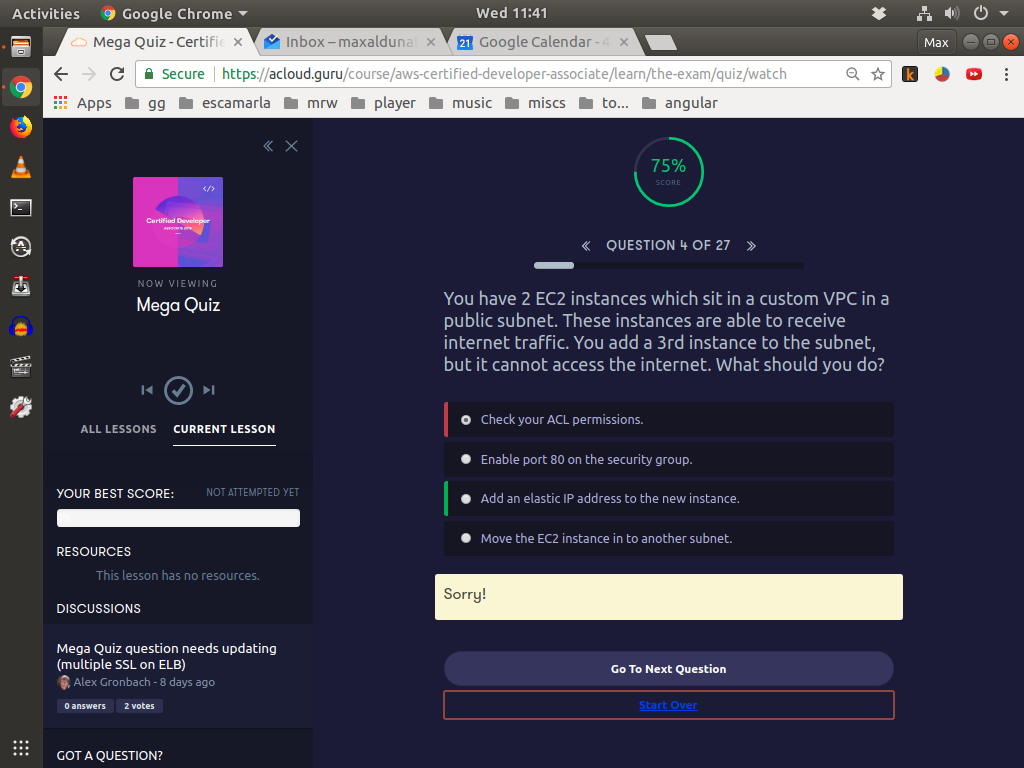 Activities
Google Chrome
Wed 11:41
Mega Quiz - Certifie
Inbox – maxalduna
Google Calendar - 4
Max
Secure
https://acloud.guru/course/aws-certified-developer-associate/learn/the-exam/quiz/watch
Apps
gg
escamarla
mrw
player
music
miscs
to...
angular
</>
Certified Developer
NOW VIEWING
Mega Quiz
ALL LESSONS
CURRENT LESSON
YOUR BEST SCORE:
NOT ATTEMPTED YET
RESOURCES
This lesson has no resources.
DISCUSSIONS
Mega Quiz question needs updating
(multiple SSL on ELB)
Alex Gronbach - 8 days ago
0 answers
2 votes
GOT A QUESTION?
75%
SCORE
QUESTION 4 OF 27
You have 2 EC2 instances which sit in a custom VPC in a
public subnet. These instances are able to receive
internet traffic. You add a 3rd instance to the subnet,
but it cannot access the internet. What should you do?
Check your ACL permissions.
Enable port 80 on the security group.
Add an elastic IP address to the new instance.
Move the EC2 instance in to another subnet.
Sorry!
Go To Next Question
Start Over